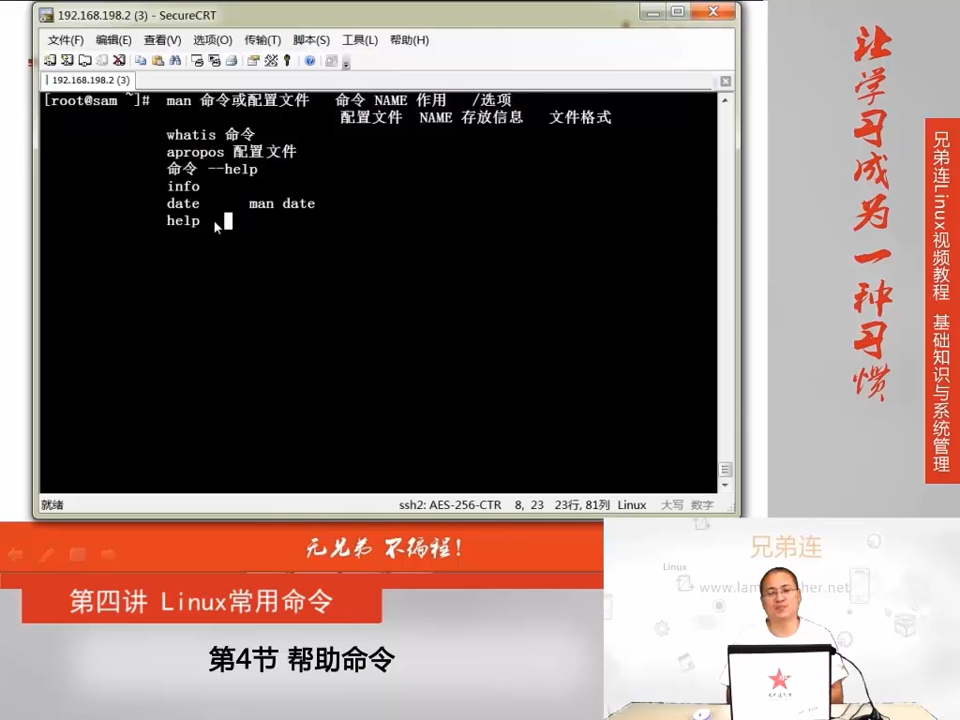 192.168.198.2 (3) - SecureCRT
文件(F) 编辑(E) 查看(V) 选项(O) 传输(T) 脚本(S) 工具(L) 帮助(H)
192.168.198.2 (3)
[root@sam ~]# man 命令或配置文件 命令 NAME 作用 /选项
配置文件 NAME 存放信息 文件格式
whatis 命令
apropos 配置文件
命令 --help
info
date man date
help
就绪 ssh2: AES-256-CTR 8, 23 23行, 81列 Linux 大写 数字
让学习成为一种习惯
兄弟连Linux视频教程 基础知识与系统管理
无兄弟 不编程!
第四讲 Linux常用命令
第4节 帮助命令
兄弟连
Linux